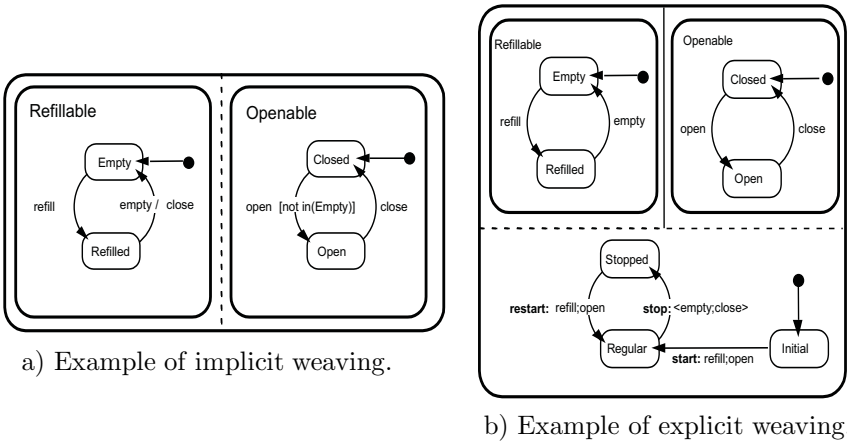 Refillable
Openable
Empty
Closed
refill
empty / close
open [not in(Empty)]
close
Refilled
Open
a) Example of implicit weaving.
Refillable
Openable
Empty
Closed
refill
empty
open
close
Refilled
Open
Stopped
restart: refill;open
stop: <empty;close>
Regular
Initial
start: refill;open
b) Example of explicit weaving